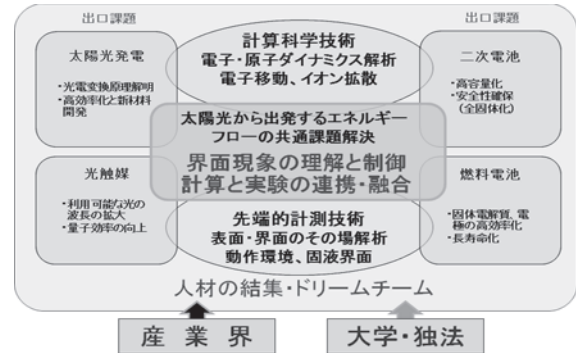 出口課題
太陽光発電
・光電変換原理解明
・高効率化と新材料
開発
光触媒
・利用可能な光の
波長の拡大
・量子効率の向上
計算科学技術
電子・原子ダイナミクス解析
電子移動、イオン拡散
太陽光から出発するエネルギー
フローの共通課題解決
界面現象の理解と制御
計算と実験の連携・融合
先端的計測技術
表面・界面のその場解析
動作環境、固液界面
出口課題
二次電池
・高容量化
・安全性確保
（全固体化）
燃料電池
・固体電解質、電
極の高効率化
・長寿命化
人材の結集・ドリームチーム
産業界
大学・独法